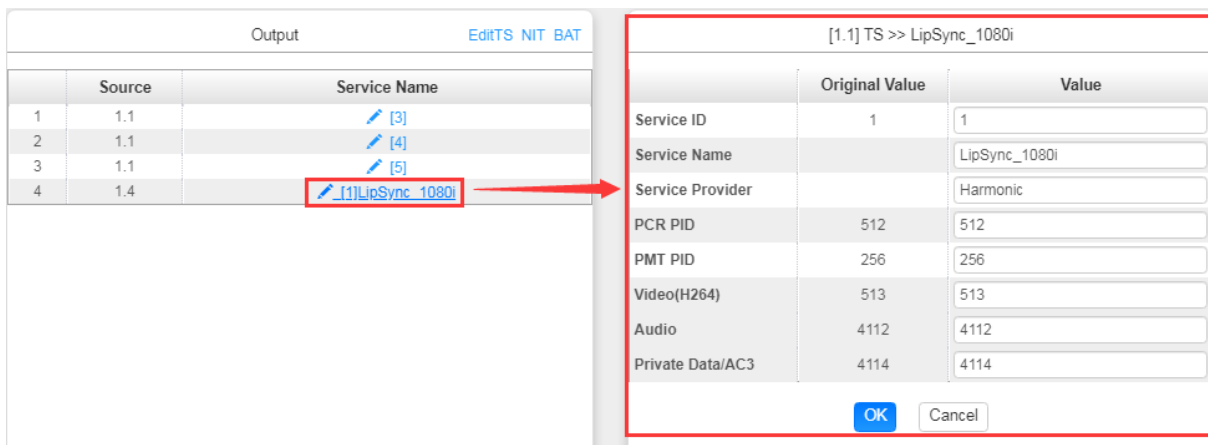 Output EditTS NIT BAT
Source Service Name
1 1.1 [3]
2 1.1 [4]
3 1.1 [5]
4 1.4 [1]LipSync_1080i
[1.1] TS >> LipSync_1080i
Original Value Value
Service ID 1 1
Service Name LipSync_1080i
Service Provider Harmonic
PCR PID 512 512
PMT PID 256 256
Video(H264) 513 513
Audio 4112 4112
Private Data/AC3 4114 4114
OK Cancel